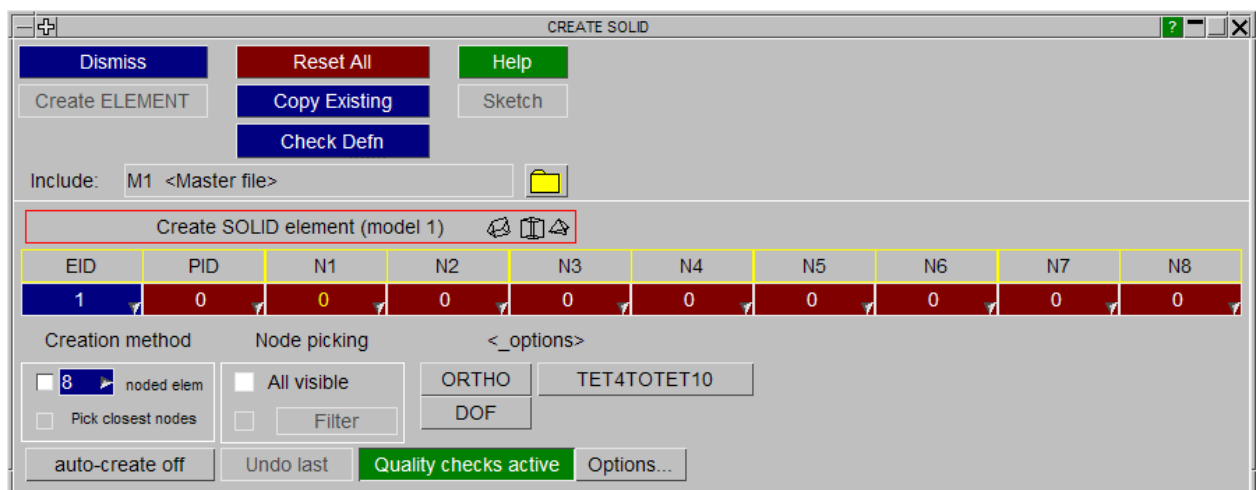 CREATE SOLID ?
Dismiss Reset All Help
Create ELEMENT Copy Existing Sketch
Check Defn
Include: M1 <Master file>
Create SOLID element (model 1)
EID PID N1 N2 N3 N4 N5 N6 N7 N8
1 0 0 0 0 0 0 0 0 0
Creation method Node picking <_options>
8 noded elem All visible ORTHO TET4TOTET10
Pick closest nodes Filter DOF
auto-create off Undo last Quality checks active Options...